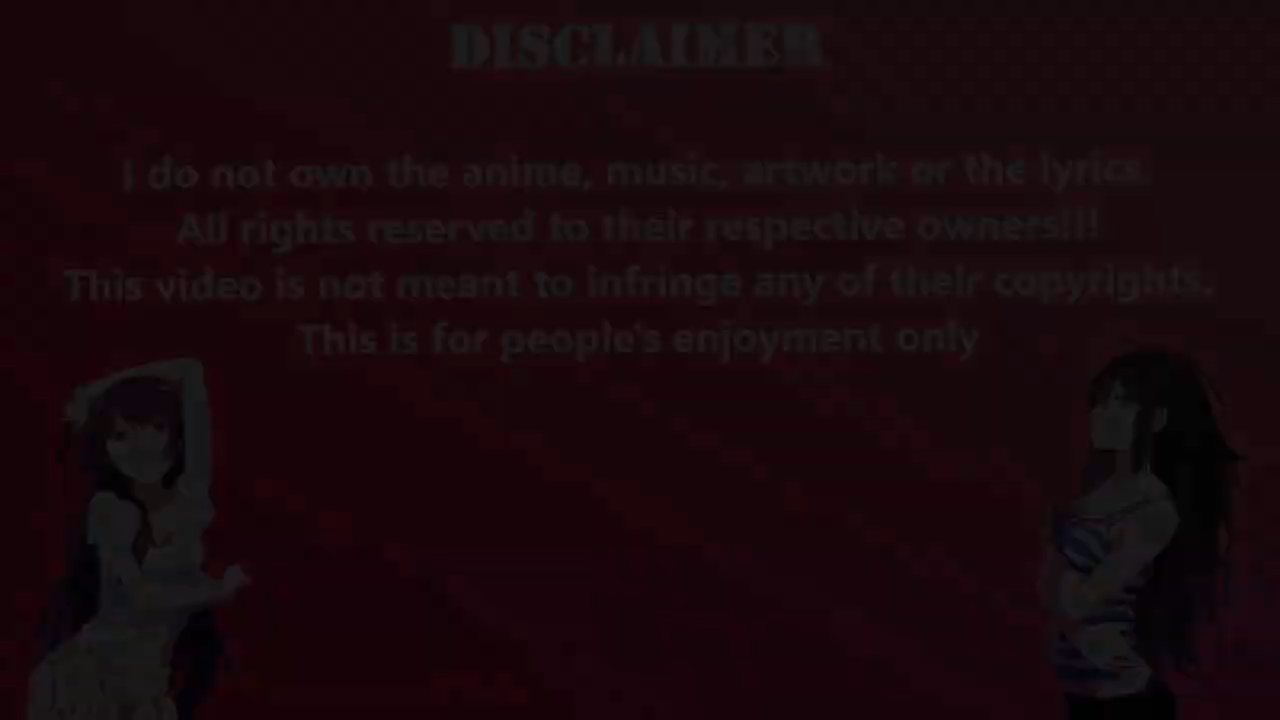 DISCLAIMER
I do not own the anime, music, artwork or the lyrics.
All rights reserved to their respective owners!!!
This video is not meant to infringe any of their copyrights.
This is for people's enjoyment only